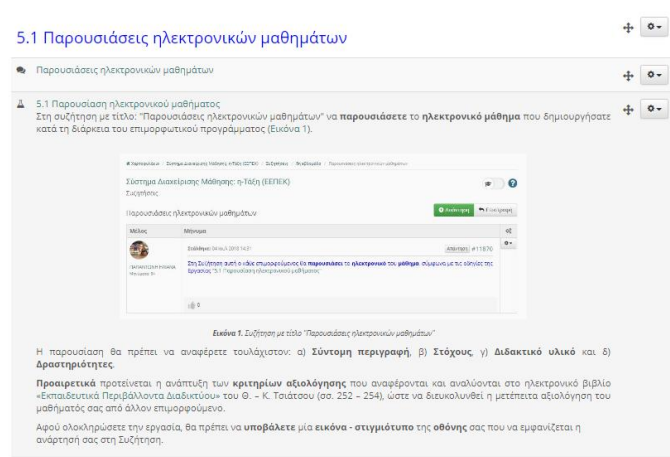 5.1 Παρουσιάσεις ηλεκτρονικών μαθημάτων
Παρουσιάσεις ηλεκτρονικών μαθημάτων
5.1 Παρουσίαση ηλεκτρονικού μαθήματος
Στη συζήτηση με τίτλο: "Παρουσιάσεις ηλεκτρονικών μαθημάτων" να παρουσιάσετε το ηλεκτρονικό μάθημα που δημιουργήσατε
κατά τη διάρκεια του επιμορφωτικού προγράμματος (Εικόνα 1).
Σύστημα Διαχείρισης Μάθησης: η-Τάξη (ΕΕΠΕΚ)
Συζητήσεις
Παρουσιάσεις ηλεκτρονικών μαθημάτων
Απάντηση
Μέλος Μήνυμα
Απάντηση #11870
Στη Συζήτηση αυτή ο κάθε επιμορφούμενος θα παρουσιάσει το ηλεκτρονικό του μάθημα, σύμφωνα με τις οδηγίες της
Εργασίας "5.1 Παρουσίαση ηλεκτρονικού μαθήματος"
0
Εικόνα 1. Συζήτηση με τίτλο "Παρουσιάσεις ηλεκτρονικών μαθημάτων"
Η παρουσίαση θα πρέπει να αναφέρετε τουλάχιστον: α) Σύντομη περιγραφή, β) Στόχους, γ) Διδακτικό υλικό και δ)
Δραστηριότητες.
Προαιρετικά προτείνεται η ανάπτυξη των κριτηρίων αξιολόγησης που αναφέρονται και αναλύονται στο ηλεκτρονικό βιβλίο
«Εκπαιδευτικά Περιβάλλοντα Διαδικτύου» του Θ. – Κ. Τσιάτσου (σσ. 252 – 254), ώστε να διευκολυνθεί η μετέπειτα αξιολόγηση του
μαθήματός σας από άλλον επιμορφούμενο.
Αφού ολοκληρώσετε την εργασία, θα πρέπει να υποβάλετε μία εικόνα - στιγμιότυπο της οθόνης σας που να εμφανίζεται η
ανάρτησή σας στη Συζήτηση.